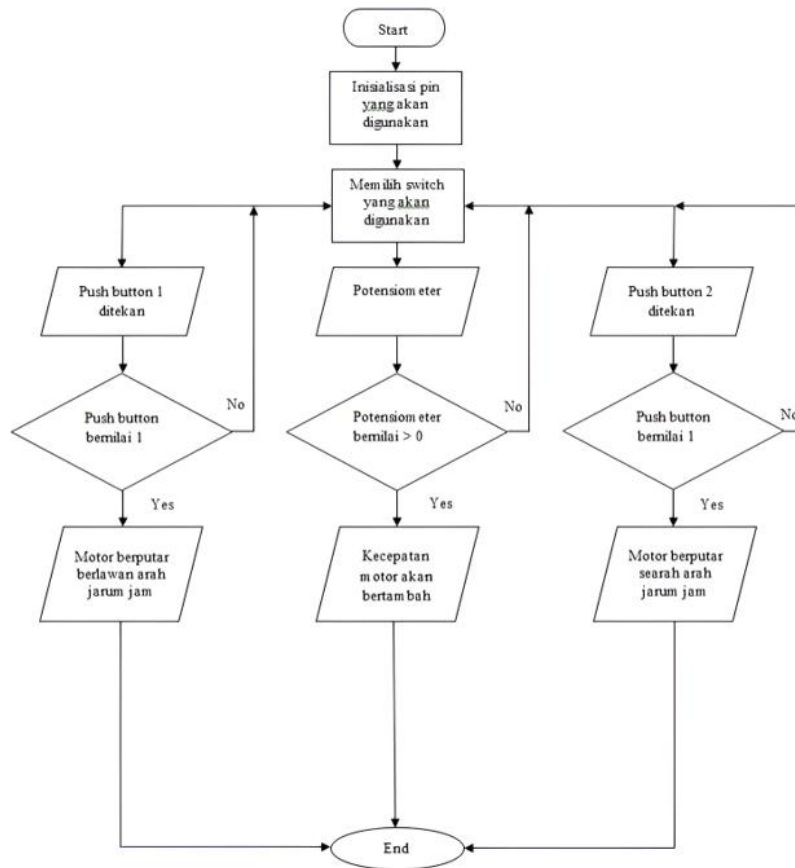 Start
Inisialisasi pin
yang akan
digunakan
Memilih switch
yang akan
digunakan
Push button 1
ditekan
Potensiometer
Push button 2
ditekan
Push button
bernilai 1
No
Potensiometer
bernilai > 0
No
Push button
bernilai 1
No
Yes
Yes
Yes
Motor berputar
berlawan arah
jarum jam
Kecepatan
motor akan
bertambah
Motor berputar
searah arah
jarum jam
End